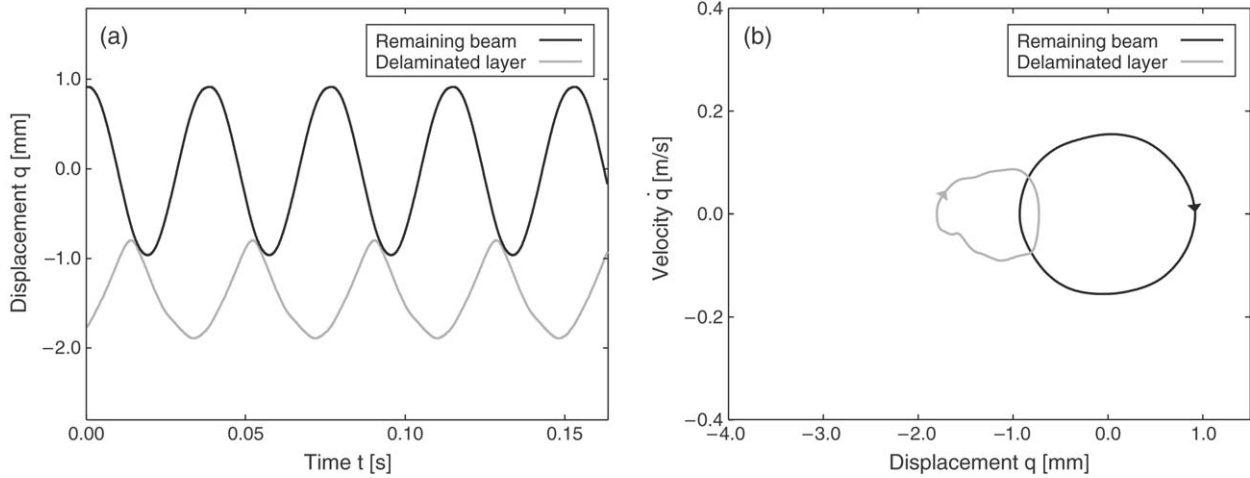 (a)
Remaining beam
Delaminated layer
Displacement q [mm]
1.0
0.0
−1.0
−2.0
0.00 0.05 0.10 0.15
Time t [s]
(b)
Remaining beam
Delaminated layer
Velocity q̇ [m/s]
0.4
0.2
0.0
−0.2
−0.4
−4.0 −3.0 −2.0 −1.0 0.0 1.0
Displacement q [mm]